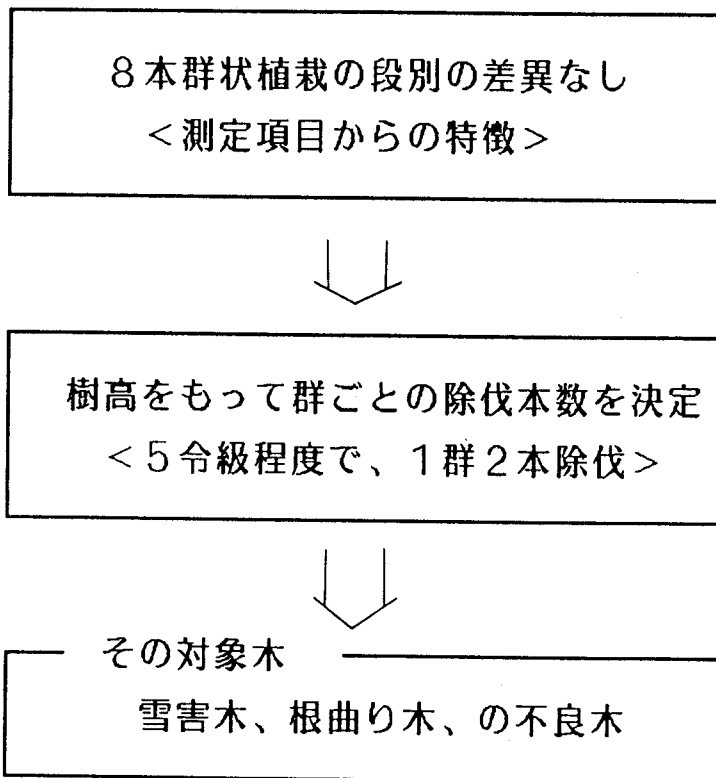 8本群状植栽の段別の差異なし
＜測定項目からの特徴＞
樹高をもって群ごとの除伐本数を決定
＜5令級程度で、1群2本除伐＞
その対象木
雪害木、根曲り木、の不良木